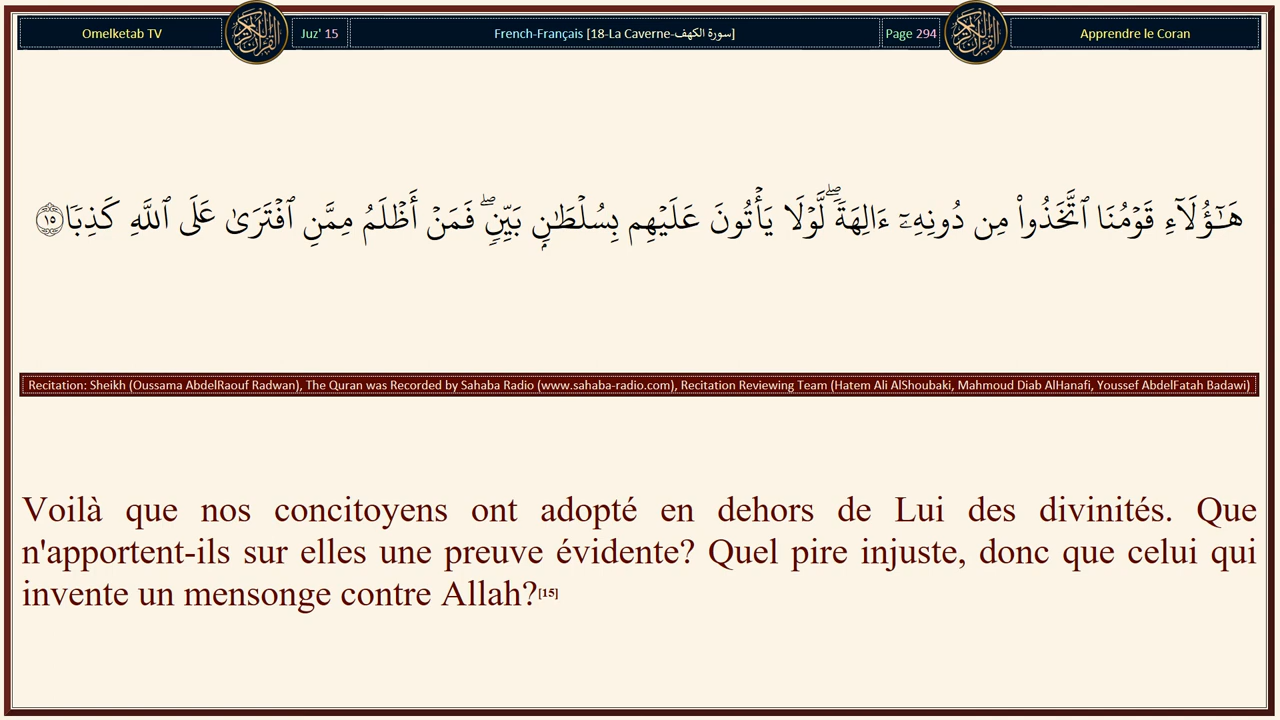 Omelketab TV
Juz' 15
French-Français [18-La Caverne-سورة الكهف]
Page 294
Apprendre le Coran
هَـٰٓؤُلَآءِ قَوۡمُنَا ٱتَّخَذُواْ مِن دُونِهِۦٓ ءَالِهَةٗۖ لَّوۡلَا يَأۡتُونَ عَلَيۡهِم بِسُلۡطَٰنِۭ بَيِّنٖۖ فَمَنۡ أَظۡلَمُ مِمَّنِ ٱفۡتَرَىٰ عَلَى ٱللَّهِ كَذِبٗا ١٥
Recitation: Sheikh (Oussama AbdelRaouf Radwan), The Quran was Recorded by Sahaba Radio (www.sahaba-radio.com), Recitation Reviewing Team (Hatem Ali AlShoubaki, Mahmoud Diab AlHanafi, Youssef AbdelFatah Badawi)
Voilà que nos concitoyens ont adopté en dehors de Lui des divinités. Que
n'apportent-ils sur elles une preuve évidente? Quel pire injuste, donc que celui qui
invente un mensonge contre Allah?[15]